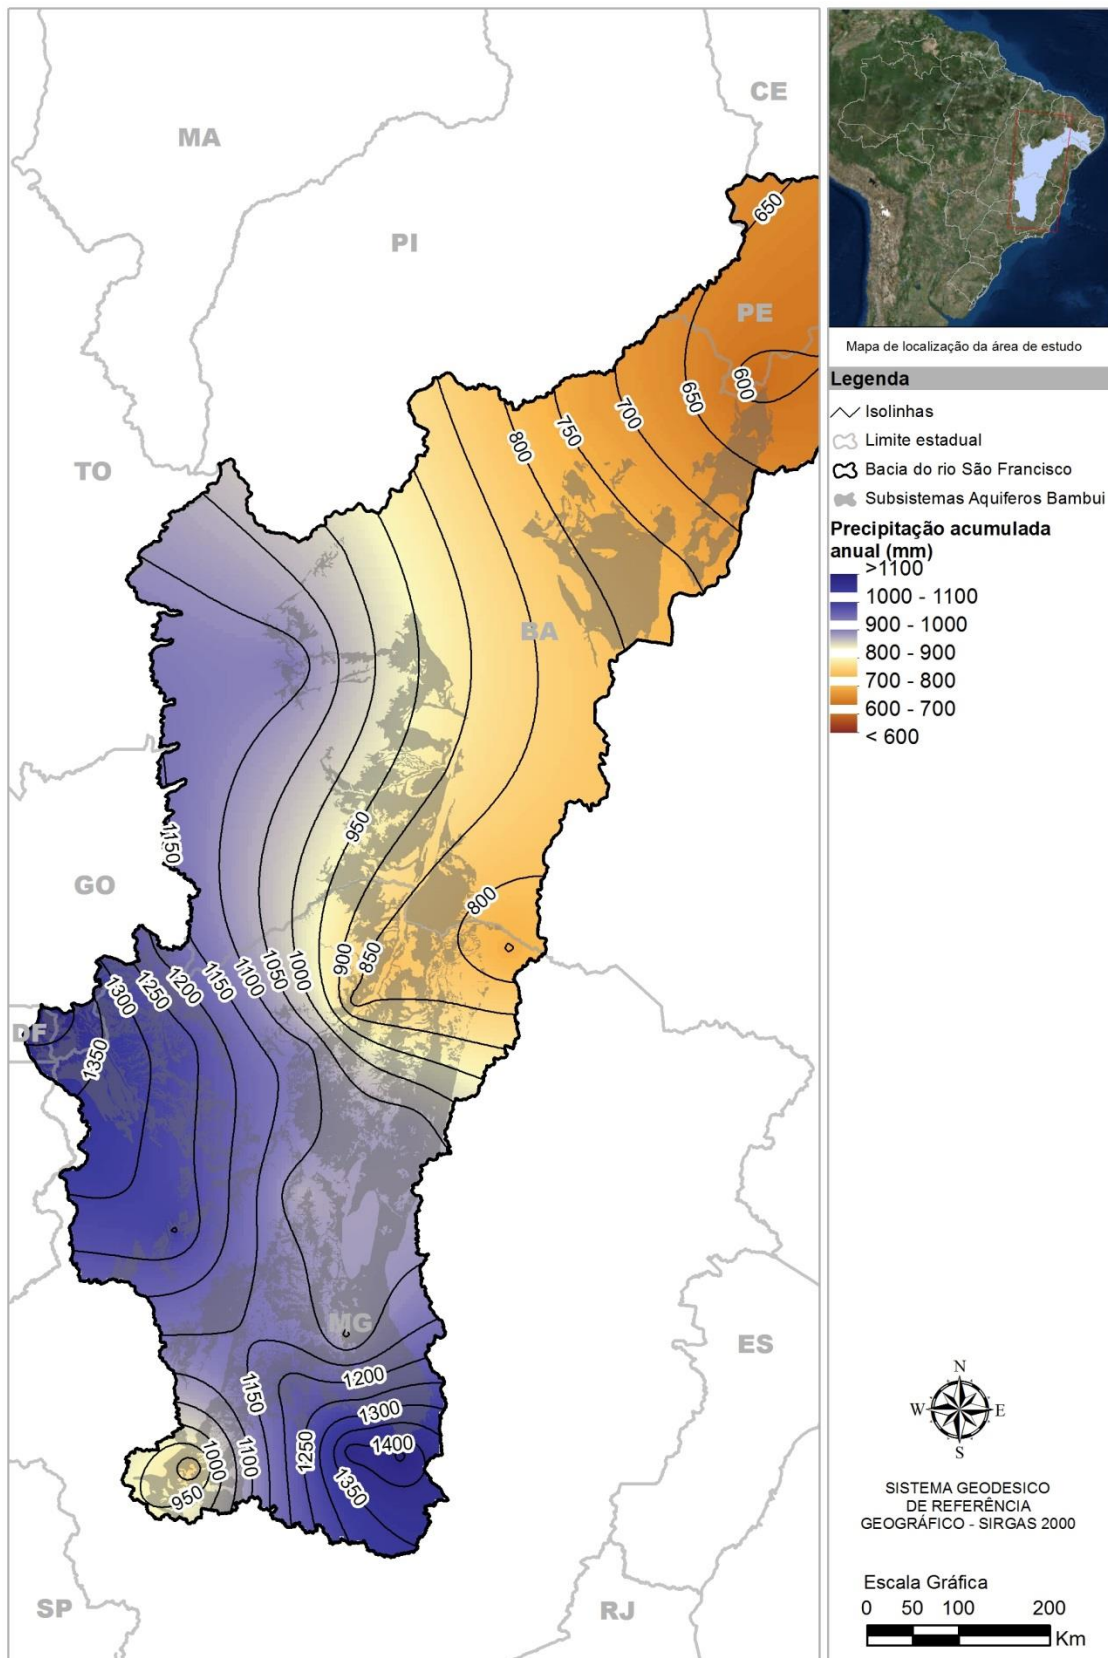 MA
CE
PI
PE
TO
BA
GO
DF
MG
ES
SP
RJ
650
600
650
700
750
800
950
800
1150
900
850
1000
1050
1100
1150
1200
1250
1300
1350
1200
1150
1300
1400
1250
1100
1000
950
1350
Mapa de localização da área de estudo
Legenda
Isolinhas
Limite estadual
Bacia do rio São Francisco
Subsistemas Aquiferos Bambui
Precipitação acumulada
anual (mm)
>1100
1000 - 1100
900 - 1000
800 - 900
700 - 800
600 - 700
< 600
N
W E
S
SISTEMA GEODESICO
DE REFERÊNCIA
GEOGRÁFICO - SIRGAS 2000
Escala Gráfica
0 50 100 200
Km